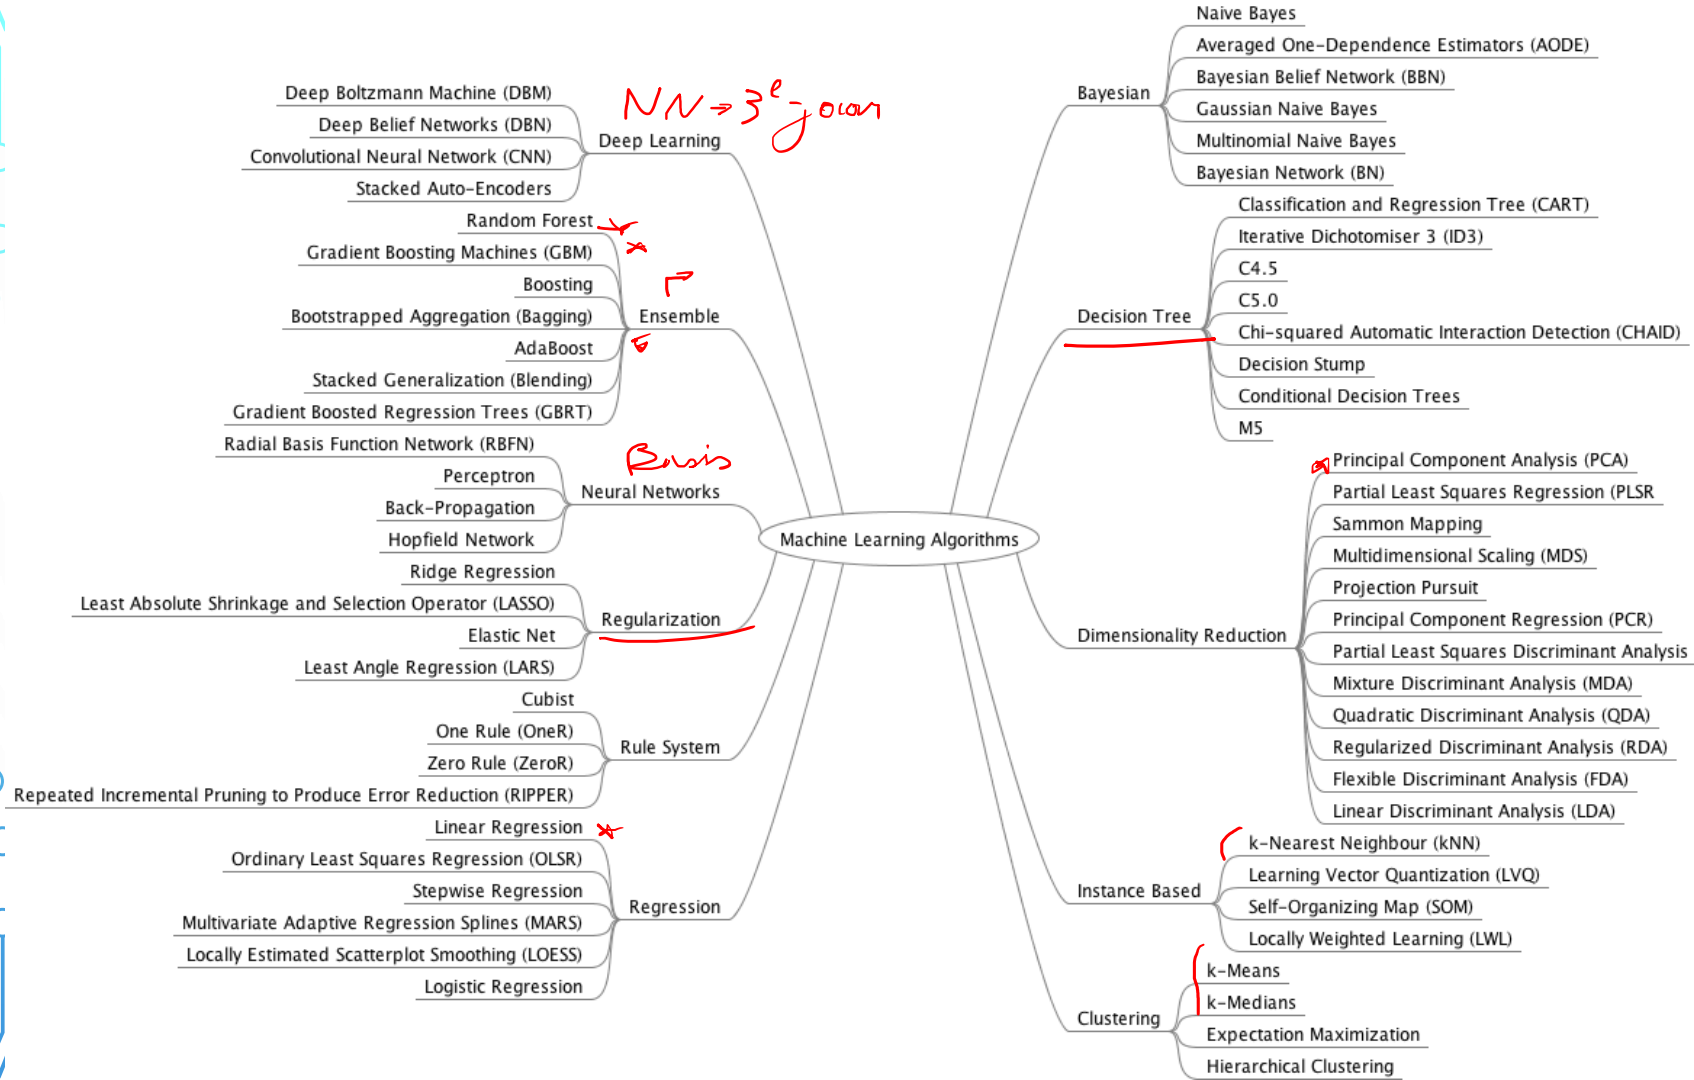 Machine Learning Algorithms
Deep Learning
Deep Boltzmann Machine (DBM)
Deep Belief Networks (DBN)
Convolutional Neural Network (CNN)
Stacked Auto-Encoders
NN → 3e
Ensemble
Random Forest
Gradient Boosting Machines (GBM)
Boosting
Bootstrapped Aggregation (Bagging)
AdaBoost
Stacked Generalization (Blending)
Gradient Boosted Regression Trees (GBRT)
Basis
Neural Networks
Radial Basis Function Network (RBFN)
Perceptron
Back-Propagation
Hopfield Network
Regularization
Ridge Regression
Least Absolute Shrinkage and Selection Operator (LASSO)
Elastic Net
Least Angle Regression (LARS)
Rule System
Cubist
One Rule (OneR)
Zero Rule (ZeroR)
Repeated Incremental Pruning to Produce Error Reduction (RIPPER)
Regression
Linear Regression
Ordinary Least Squares Regression (OLSR)
Stepwise Regression
Multivariate Adaptive Regression Splines (MARS)
Locally Estimated Scatterplot Smoothing (LOESS)
Logistic Regression
Bayesian
Naive Bayes
Averaged One-Dependence Estimators (AODE)
Bayesian Belief Network (BBN)
Gaussian Naive Bayes
Multinomial Naive Bayes
Bayesian Network (BN)
Decision Tree
Classification and Regression Tree (CART)
Iterative Dichotomiser 3 (ID3)
C4.5
C5.0
Chi-squared Automatic Interaction Detection (CHAID)
Decision Stump
Conditional Decision Trees
M5
Dimensionality Reduction
Principal Component Analysis (PCA)
Partial Least Squares Regression (PLSR
Sammon Mapping
Multidimensional Scaling (MDS)
Projection Pursuit
Principal Component Regression (PCR)
Partial Least Squares Discriminant Analysis
Mixture Discriminant Analysis (MDA)
Quadratic Discriminant Analysis (QDA)
Regularized Discriminant Analysis (RDA)
Flexible Discriminant Analysis (FDA)
Linear Discriminant Analysis (LDA)
Instance Based
k-Nearest Neighbour (kNN)
Learning Vector Quantization (LVQ)
Self-Organizing Map (SOM)
Locally Weighted Learning (LWL)
Clustering
k-Means
k-Medians
Expectation Maximization
Hierarchical Clustering